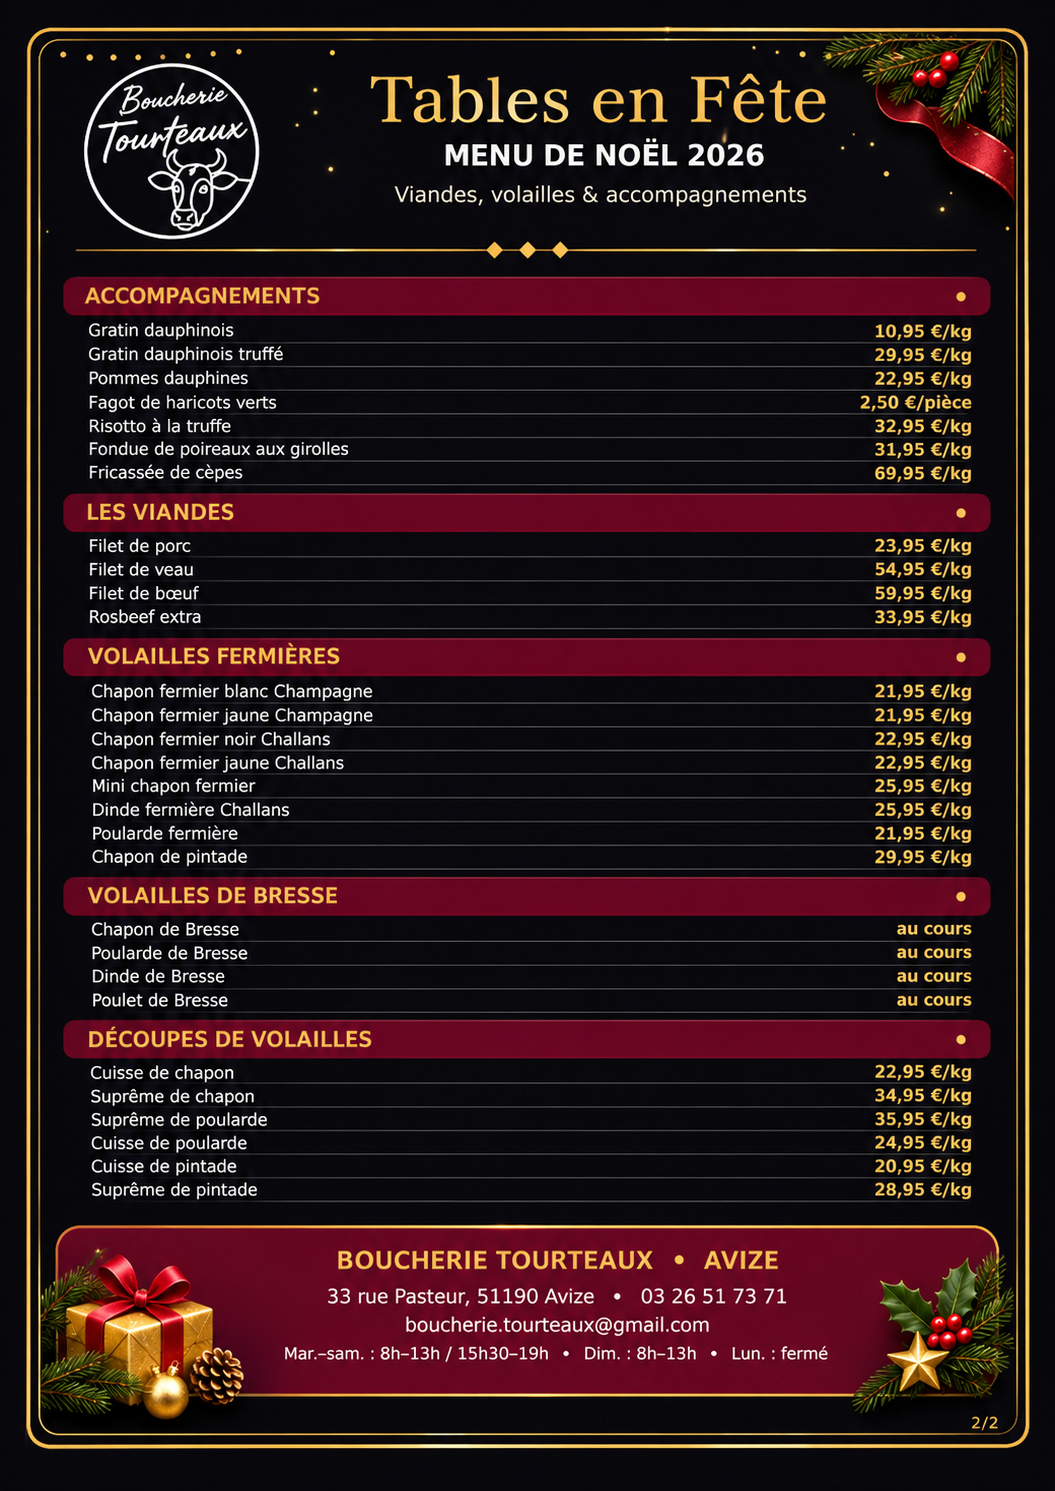 Boucherie
Tourteaux
Tables en Fête
MENU DE NOËL 2026
Viandes, volailles & accompagnements
ACCOMPAGNEMENTS
Gratin dauphinois 10,95 €/kg
Gratin dauphinois truffé 29,95 €/kg
Pommes dauphines 22,95 €/kg
Fagot de haricots verts 2,50 €/pièce
Risotto à la truffe 32,95 €/kg
Fondue de poireaux aux girolles 31,95 €/kg
Fricassée de cèpes 69,95 €/kg
LES VIANDES
Filet de porc 23,95 €/kg
Filet de veau 54,95 €/kg
Filet de bœuf 59,95 €/kg
Rosbeef extra 33,95 €/kg
VOLAILLES FERMIÈRES
Chapon fermier blanc Champagne 21,95 €/kg
Chapon fermier jaune Champagne 21,95 €/kg
Chapon fermier noir Challans 22,95 €/kg
Chapon fermier jaune Challans 22,95 €/kg
Mini chapon fermier 25,95 €/kg
Dinde fermière Challans 25,95 €/kg
Poularde fermière 21,95 €/kg
Chapon de pintade 29,95 €/kg
VOLAILLES DE BRESSE
Chapon de Bresse au cours
Poularde de Bresse au cours
Dinde de Bresse au cours
Poulet de Bresse au cours
DÉCOUPES DE VOLAILLES
Cuisse de chapon 22,95 €/kg
Suprême de chapon 34,95 €/kg
Suprême de poularde 35,95 €/kg
Cuisse de poularde 24,95 €/kg
Cuisse de pintade 20,95 €/kg
Suprême de pintade 28,95 €/kg
BOUCHERIE TOURTEAUX • AVIZE
33 rue Pasteur, 51190 Avize • 03 26 51 73 71
boucherie.tourteaux@gmail.com
Mar.–sam. : 8h–13h / 15h30–19h • Dim. : 8h–13h • Lun. : fermé
2/2